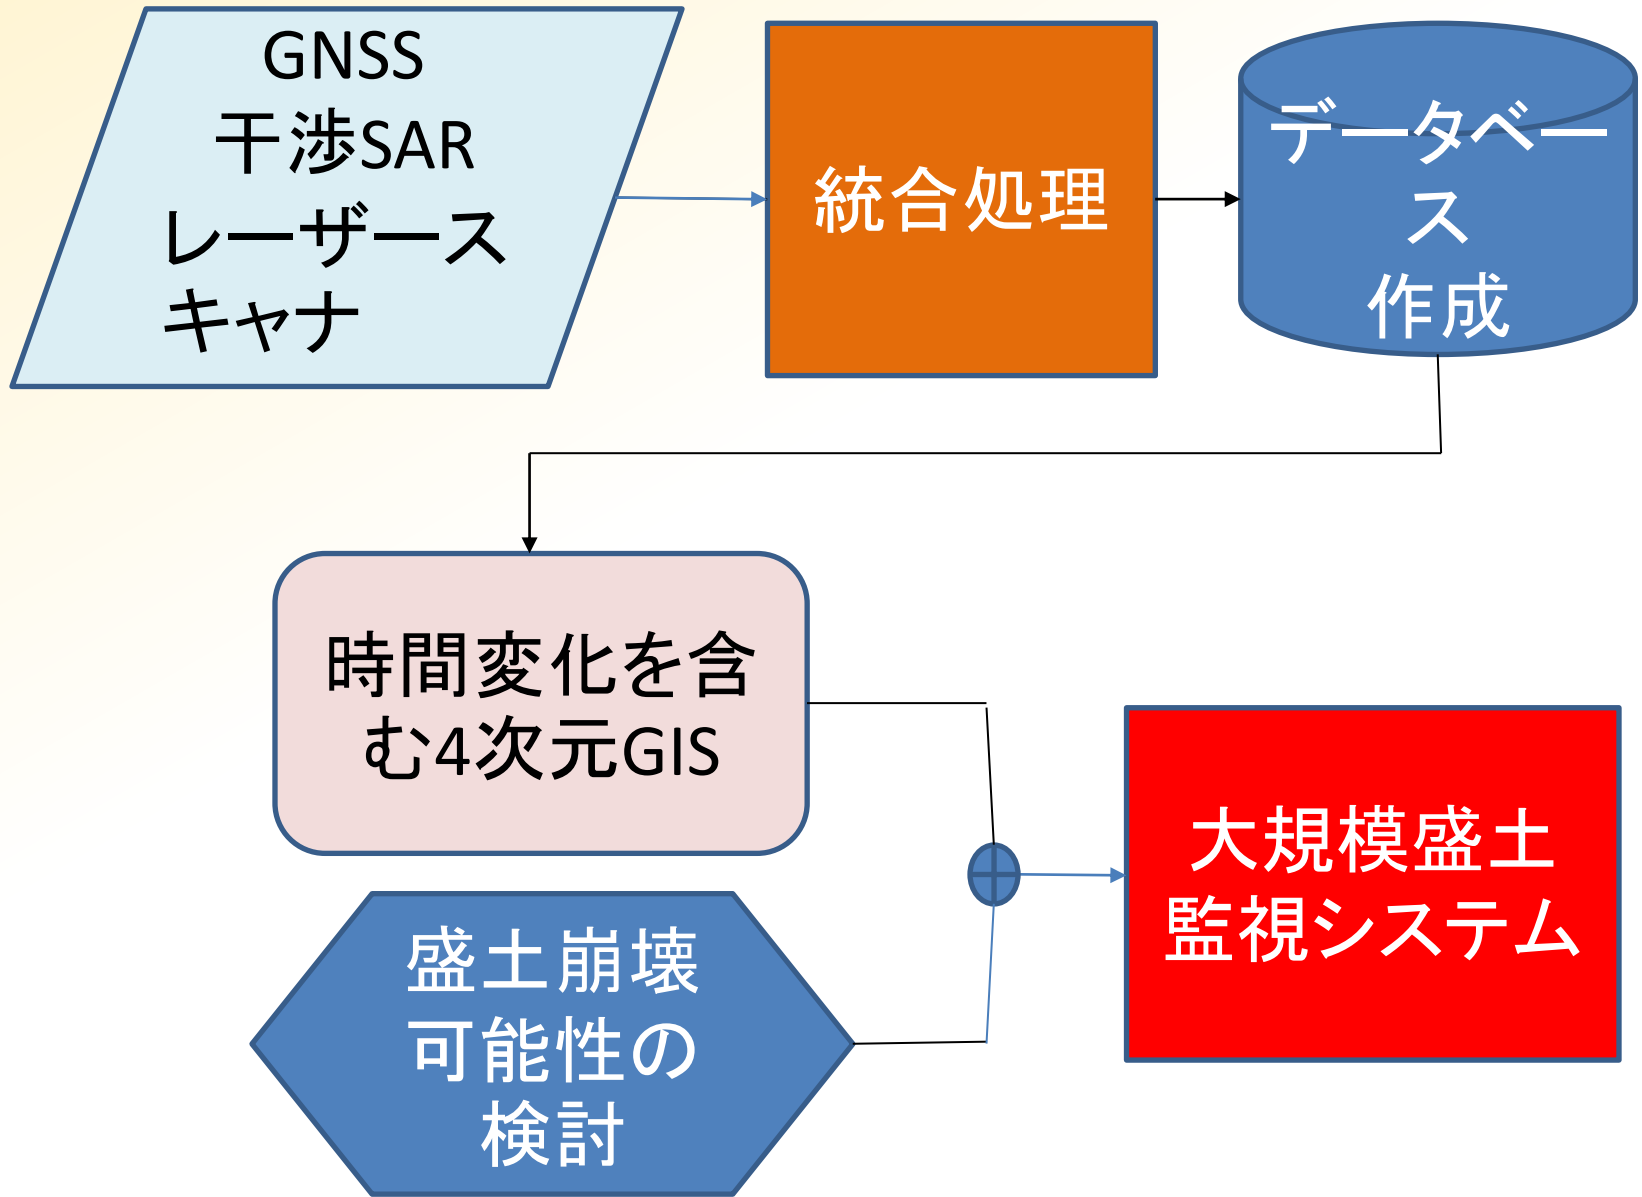 GNSS
干渉SAR
レーザース
キャナ
統合処理
データベー
ス
作成
時間変化を含
む4次元GIS
盛土崩壊
可能性の
検討
大規模盛土
監視システム